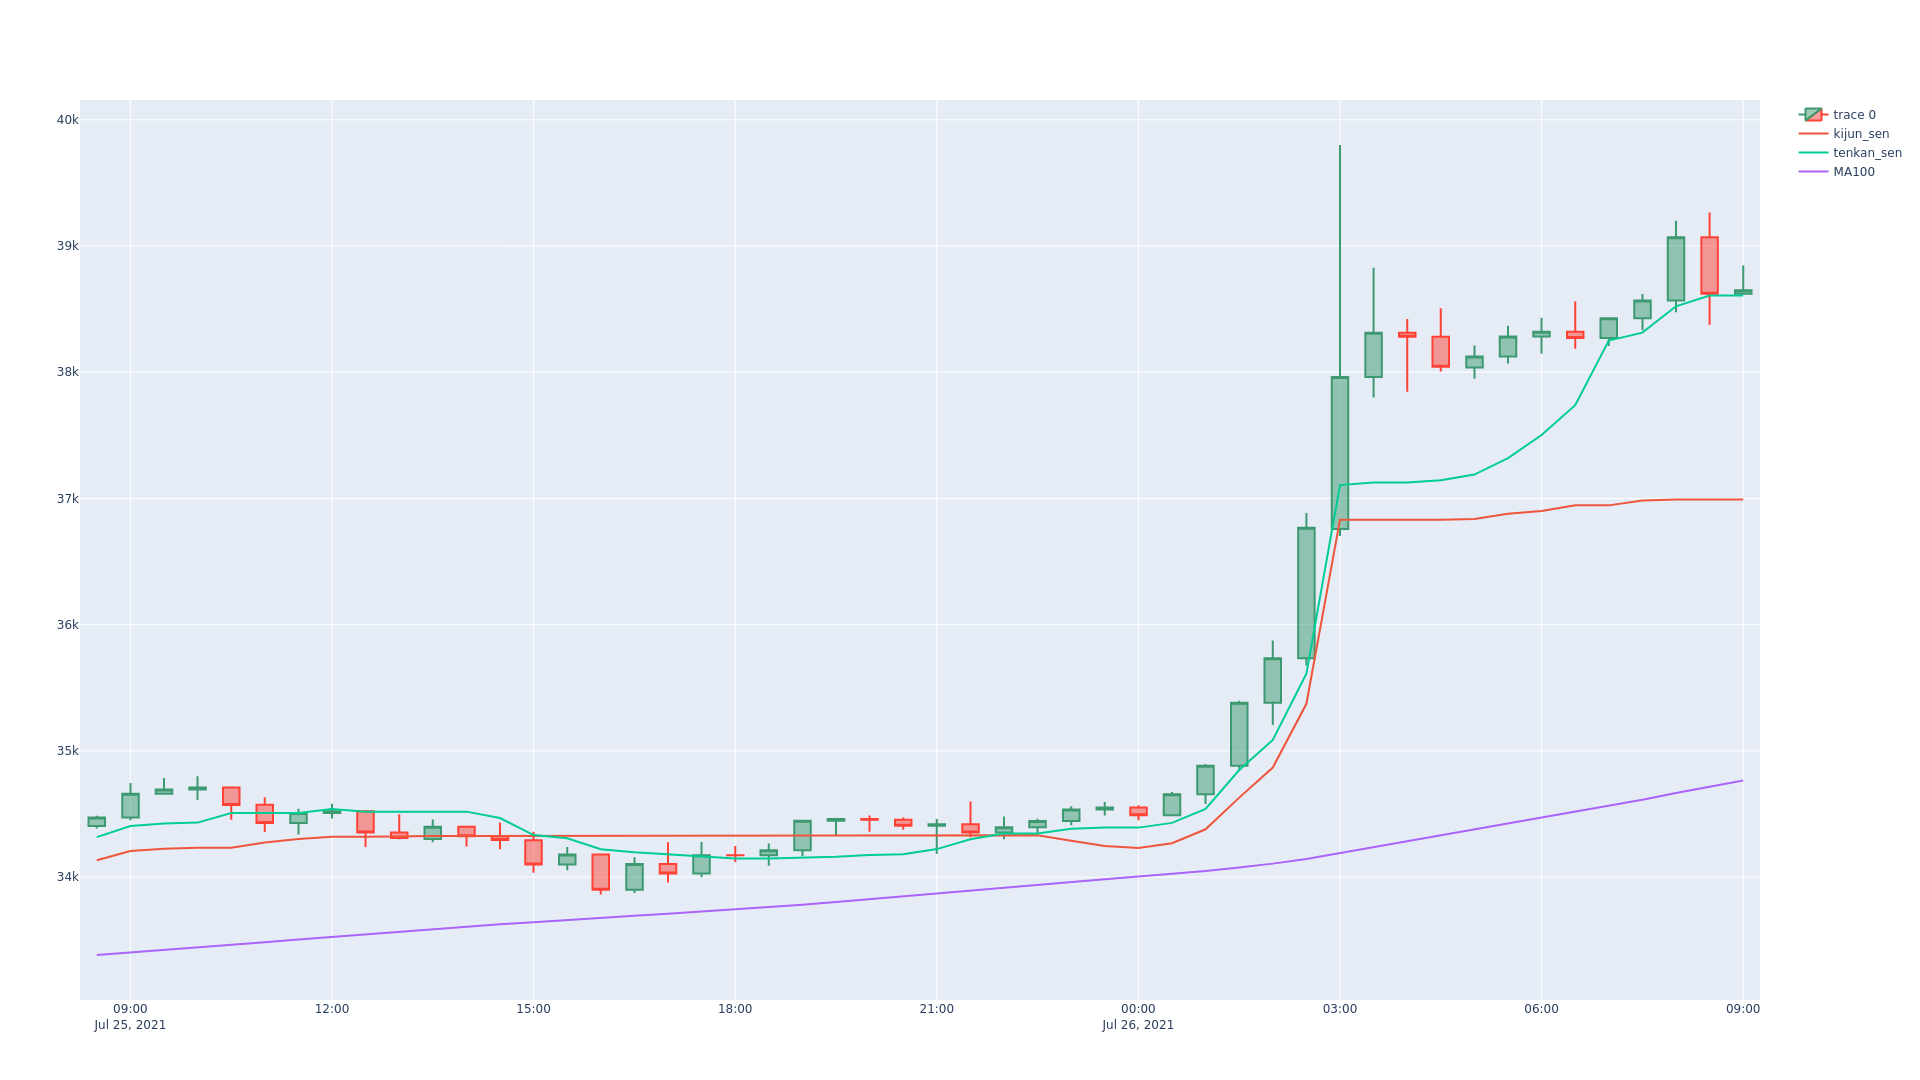 40k
39k
38k
37k
36k
35k
34k
09:00
Jul 25, 2021
12:00
15:00
18:00
21:00
00:00
Jul 26, 2021
03:00
06:00
09:00
trace 0
kijun_sen
tenkan_sen
MA100